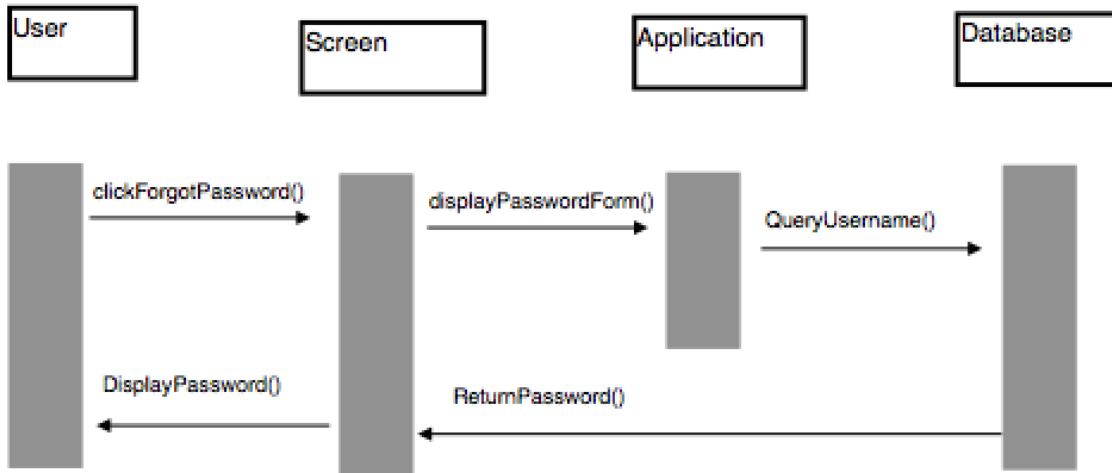 User
Screen
Application
Database
clickForgotPassword()
displayPasswordForm()
QueryUsername()
DisplayPassword()
ReturnPassword()